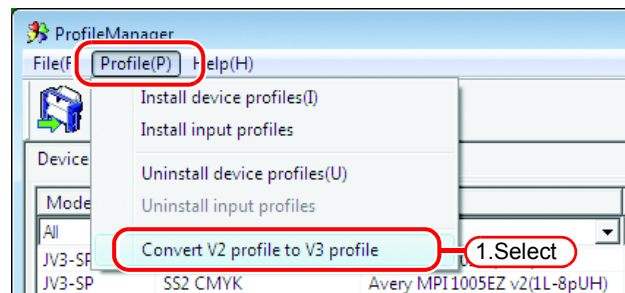 ProfileManager
File(F Profile(P) Help(H)
Install device profiles(I)
Install input profiles
Device
Uninstall device profiles(U)
Mode
Uninstall input profiles
All
Convert V2 profile to V3 profile
1.Select
JV3-SP
JV3-SP SS2 CMYK Avery MPI1005EZ v2(1L-8pUH)